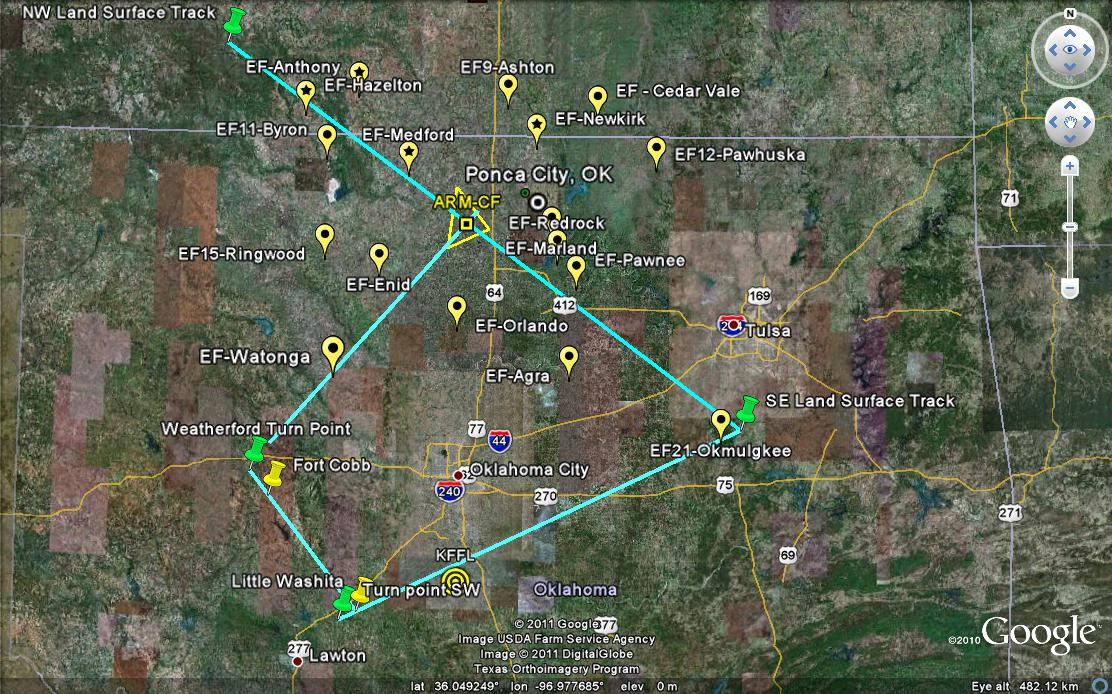 NW Land Surface Track
N
EF-Anthony
EF-Hazelton
EF9-Ashton
EF - Cedar Vale
EF11-Byron
EF-Medford
EF-Newkirk
EF12-Pawhuska
Ponca City, OK
ARM-CF
71
EF-Redrock
EF15-Ringwood
EF-Marland
EF-Pawnee
EF-Enid
64
412
169
EF-Orlando
Tulsa
EF-Watonga
EF-Agra
SE Land Surface Track
Weatherford Turn Point
77
44
EF21-Okmulgkee
Fort Cobb
Oklahoma City
240
270
75
271
KFFL
69
Little Washita
Turn point SW
Oklahoma
77
© 2011 Google
Image USDA Farm Service Agency
Image © 2011 DigitalGlobe
Texas Orthoimagery Program
©2010 Google™
277
Lawton
lat 36.049249° lon -96.977685° elev 0 m
Eye alt 482.12 km